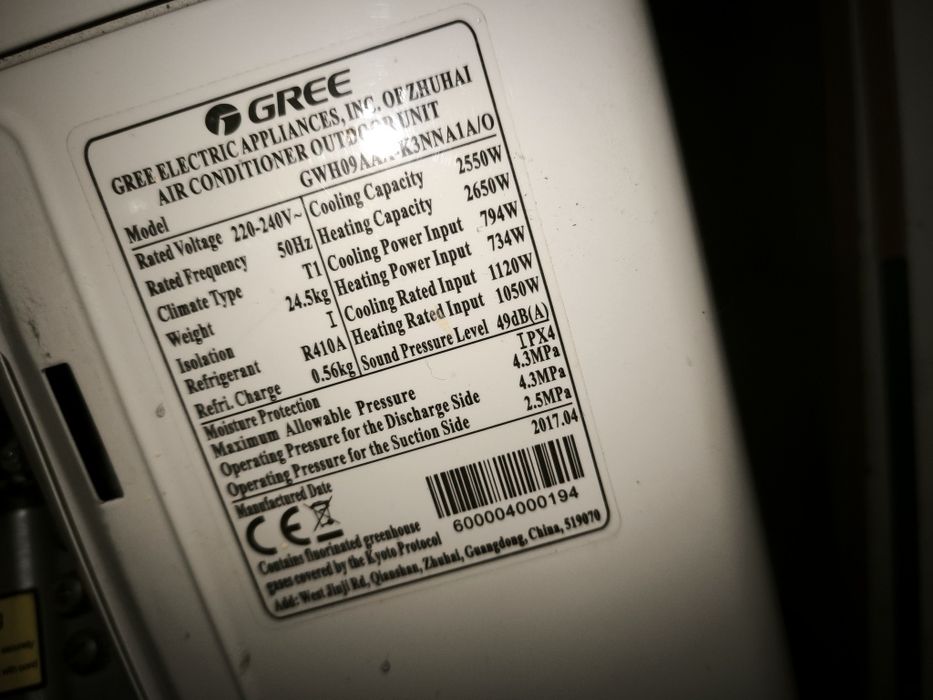 GREE
GREE ELECTRIC APPLIANCES, INC. OF ZHUHAI
AIR CONDITIONER OUTDOOR UNIT
Model GWH09AAA-K3NNA1A/O
Rated Voltage 220-240V~
Rated Frequency 50Hz
Climate Type T1
Weight 24.5kg
Isolation I
Refrigerant R410A
Refri. Charge 0.56kg
Cooling Capacity 2550W
Heating Capacity 2650W
Cooling Power Input 794W
Heating Power Input 734W
Cooling Rated Input 1120W
Heating Rated Input 1050W
Sound Pressure Level 49dB(A)
Moisture Protection IPX4
Maximum Allowable Pressure 4.3MPa
Operating Pressure for the Discharge Side 4.3MPa
Operating Pressure for the Suction Side 2.5MPa
Manufactured Date 2017.04
CE
600004000194
Contains fluorinated greenhouse
gases covered by the Kyoto Protocol
Add: West Jinji Rd, Qianshan, Zhuhai, Guangdong, China, 519070